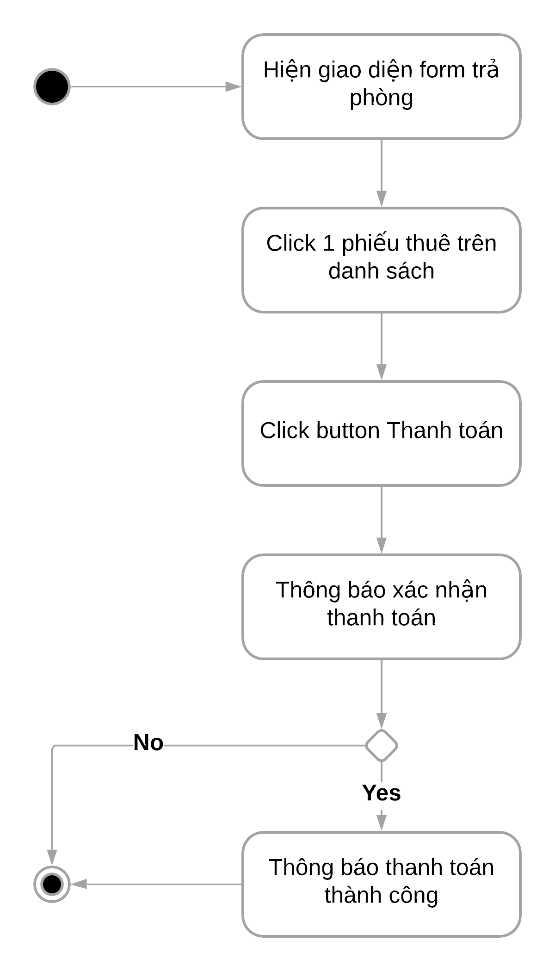 Hiện giao diện form trả
phòng
Click 1 phiếu thuê trên
danh sách
Click button Thanh toán
Thông báo xác nhận
thanh toán
No
Yes
Thông báo thanh toán
thành công